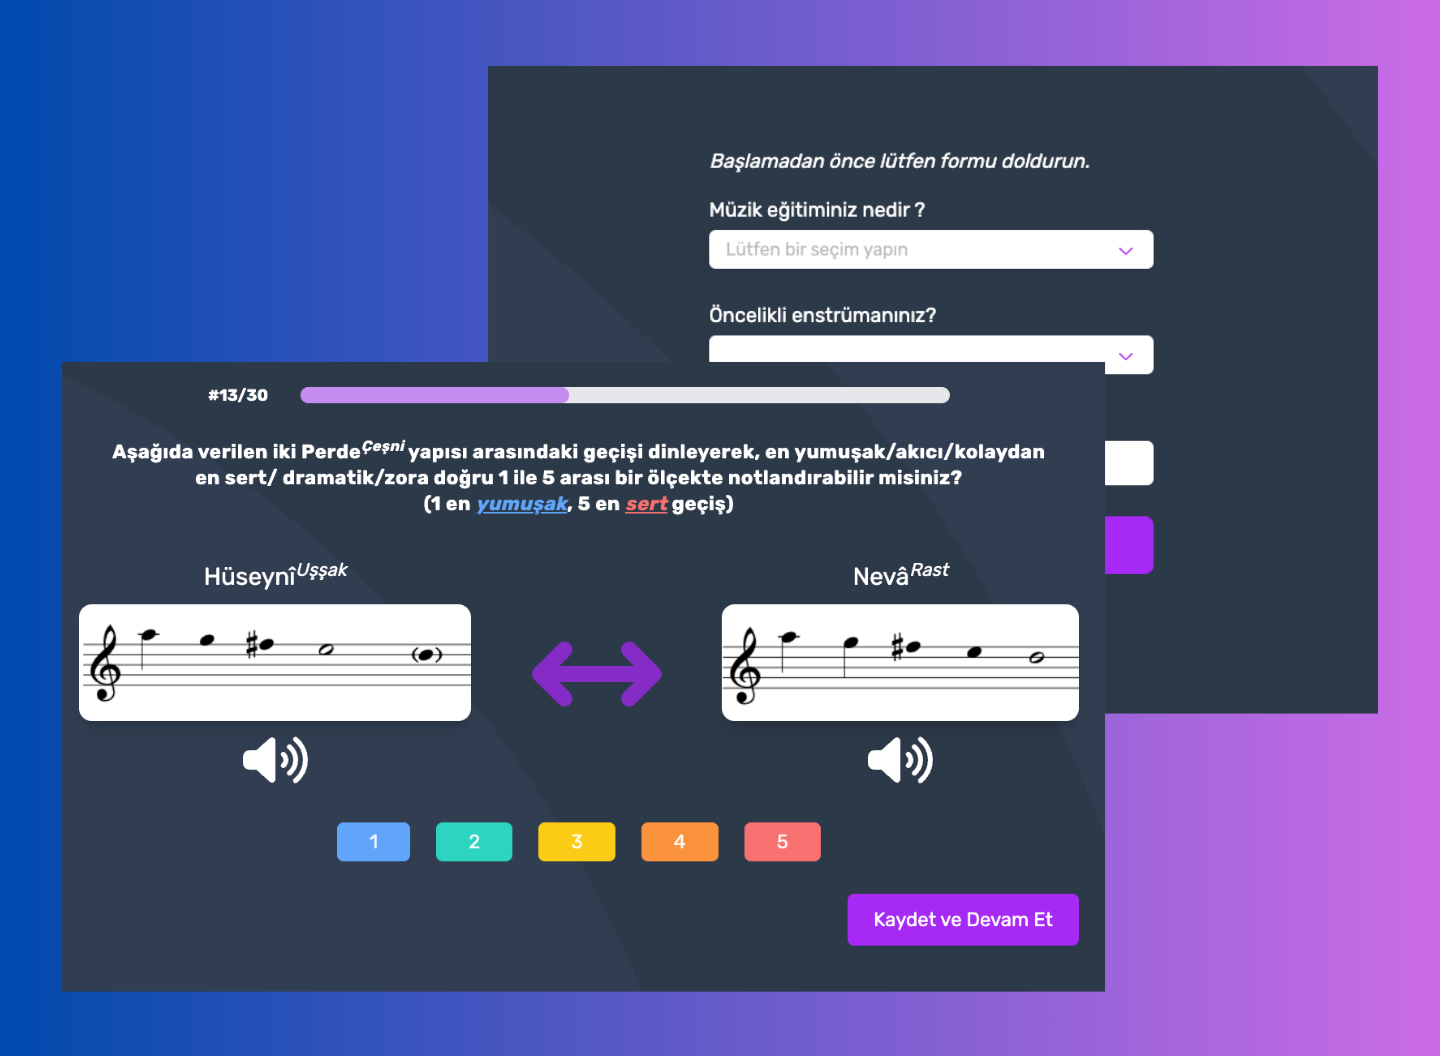 Başlamadan önce lütfen formu doldurun.
Müzik eğitiminiz nedir ?
Lütfen bir seçim yapın
Öncelikli enstrümanınız?
#13/30
Aşağıda verilen iki Perde^Çeşni yapısı arasındaki geçişi dinleyerek, en yumuşak/akıcı/kolaydan
en sert/ dramatik/zora doğru 1 ile 5 arası bir ölçekte notlandırabilir misiniz?
(1 en yumuşak, 5 en sert geçiş)
Hüseynî^Uşşak
Nevâ^Rast
1 2 3 4 5
Kaydet ve Devam Et